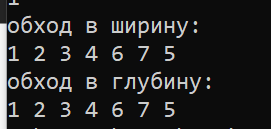 обход в ширину:
1 2 3 4 6 7 5
обход в глубину:
1 2 3 4 6 7 5